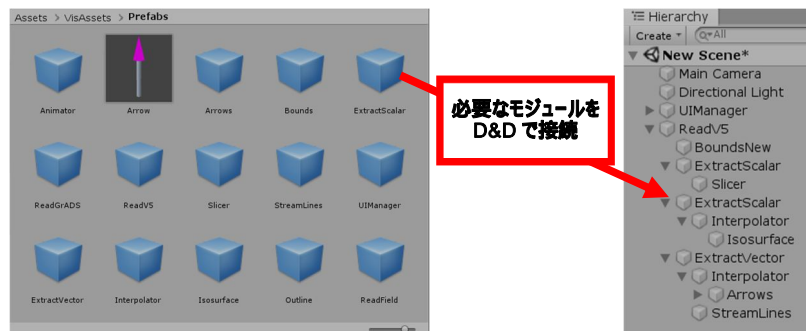 Assets > VisAssets > Prefabs
Animator
Arrow
Arrows
Bounds
ExtractScalar
ReadGrADS
ReadV5
Slicer
StreamLines
UIManager
ExtractVector
Interpolator
Isosurface
Outline
ReadField
必要なモジュールを
D&Dで接続
Hierarchy
Create
All
New Scene*
Main Camera
Directional Light
UIManager
ReadV5
BoundsNew
ExtractScalar
Slicer
ExtractScalar
Interpolator
Isosurface
ExtractVector
Interpolator
Arrows
StreamLines